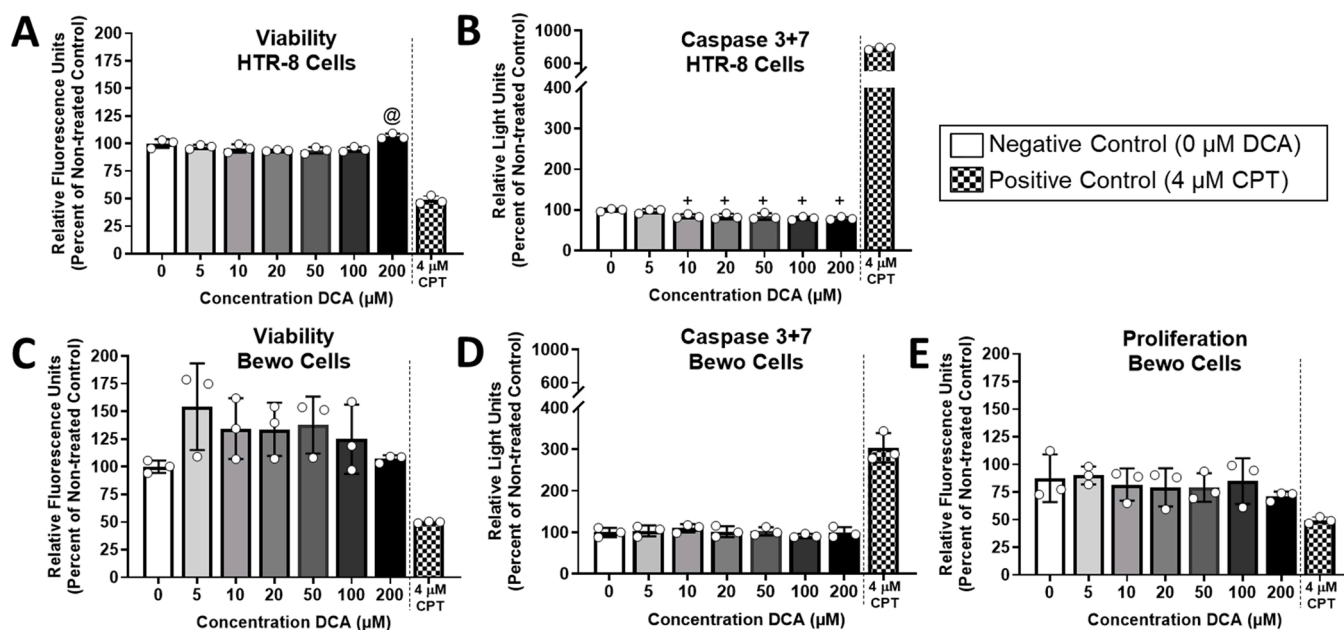 A
Viability
HTR-8 Cells
Relative Fluorescence Units
(Percent of Non-treated Control)
200
175
150
125
100
75
50
25
0
@
0 5 10 20 50 100 200 4 µM
CPT
Concentration DCA (µM)
B
Caspase 3+7
HTR-8 Cells
Relative Light Units
(Percent of Non-treated Control)
1000
600
400
300
200
100
0
+ + + + +
0 5 10 20 50 100 200 4 µM
CPT
Concentration DCA (µM)
Negative Control (0 µM DCA)
Positive Control (4 µM CPT)
C
Viability
Bewo Cells
Relative Fluorescence Units
(Percent of Non-treated Control)
200
175
150
125
100
75
50
25
0
0 5 10 20 50 100 200 4 µM
CPT
Concentration DCA (µM)
D
Caspase 3+7
Bewo Cells
Relative Light Units
(Percent of Non-treated Control)
1000
600
400
300
200
100
0
0 5 10 20 50 100 200 4 µM
CPT
Concentration DCA (µM)
E
Proliferation
Bewo Cells
Relative Fluorescence Units
(Percent of Non-treated Control)
200
175
150
125
100
75
50
25
0
0 5 10 20 50 100 200 4 µM
CPT
Concentration DCA (µM)